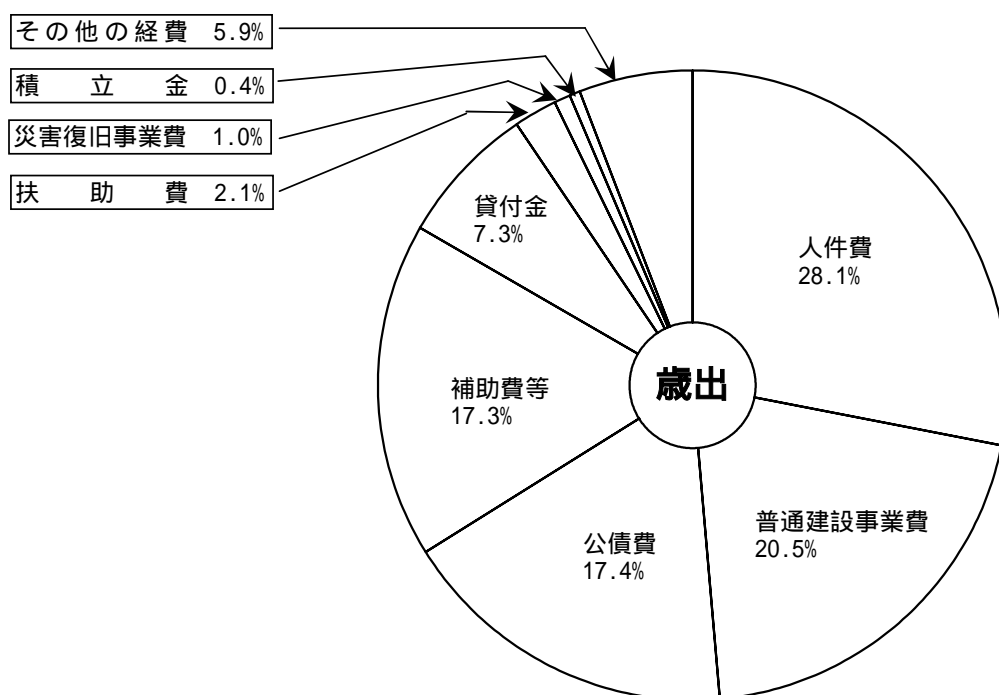 その他の経費 5.9%
積立金 0.4%
災害復旧事業費 1.0%
扶助費 2.1%
貸付金
7.3%
人件費
28.1%
歳出
補助費等
17.3%
普通建設事業費
20.5%
公債費
17.4%